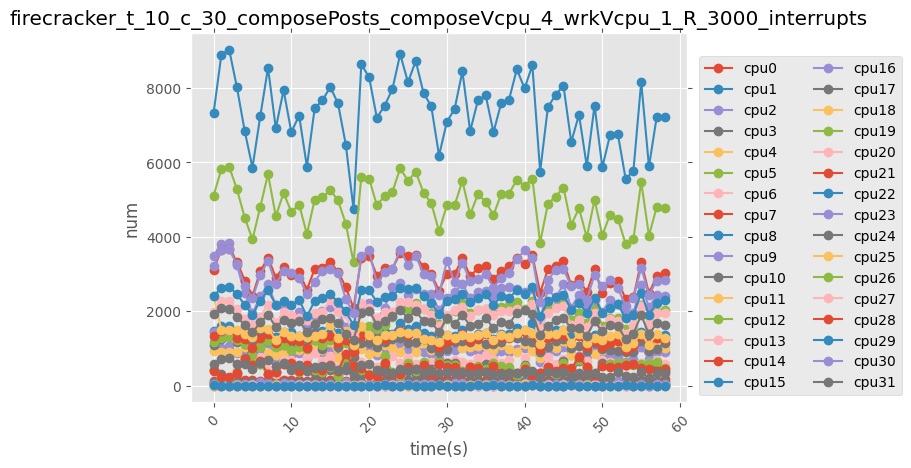 firecracker_t_10_c_30_composePosts_composeVcpu_4_wrkVcpu_1_R_3000_interrupts
num
8000
6000
4000
2000
0
0
10
20
30
40
50
60
time(s)
cpu0
cpu1
cpu2
cpu3
cpu4
cpu5
cpu6
cpu7
cpu8
cpu9
cpu10
cpu11
cpu12
cpu13
cpu14
cpu15
cpu16
cpu17
cpu18
cpu19
cpu20
cpu21
cpu22
cpu23
cpu24
cpu25
cpu26
cpu27
cpu28
cpu29
cpu30
cpu31